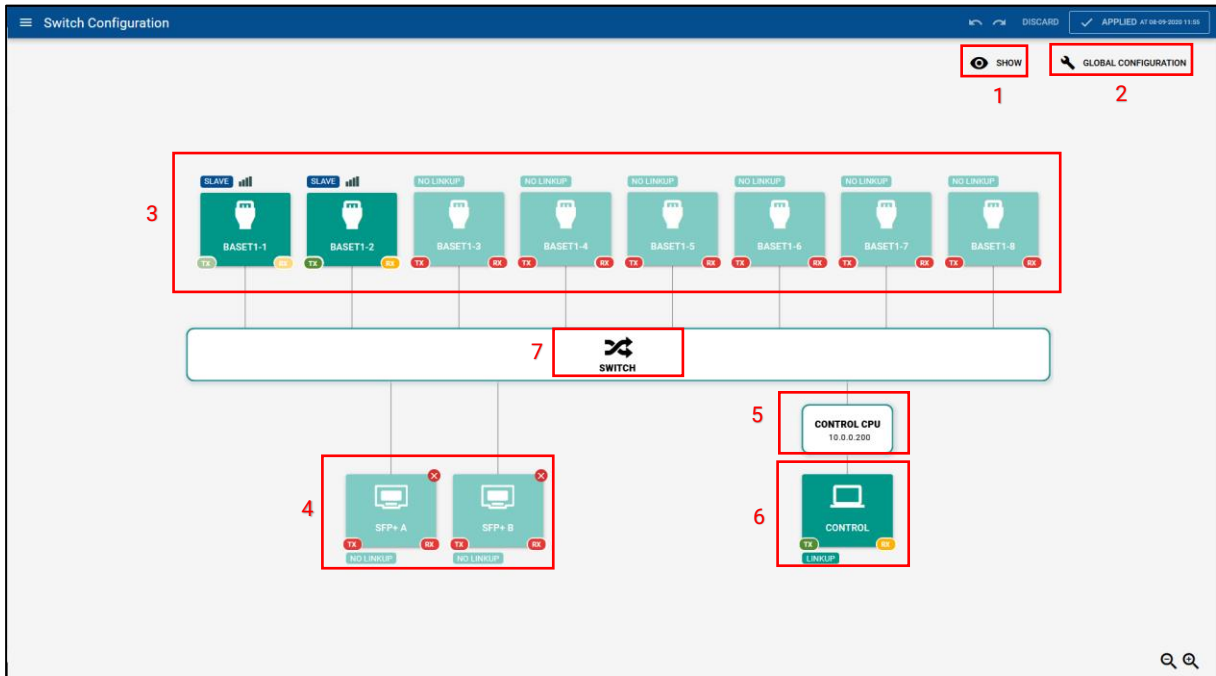 Switch Configuration DISCARD APPLIED AT 08-09-2020 11:55
SHOW GLOBAL CONFIGURATION
1 2
SLAVE SLAVE NO LINKUP NO LINKUP NO LINKUP NO LINKUP NO LINKUP NO LINKUP
3
BASET1-1 BASET1-2 BASET1-3 BASET1-4 BASET1-5 BASET1-6 BASET1-7 BASET1-8
TX RX TX RX TX RX TX RX TX RX TX RX TX RX TX RX
7
SWITCH
5
CONTROL CPU
10.0.0.200
4
6
SFP+ A SFP+ B CONTROL
TX RX TX RX TX RX
NO LINKUP NO LINKUP LINKUP